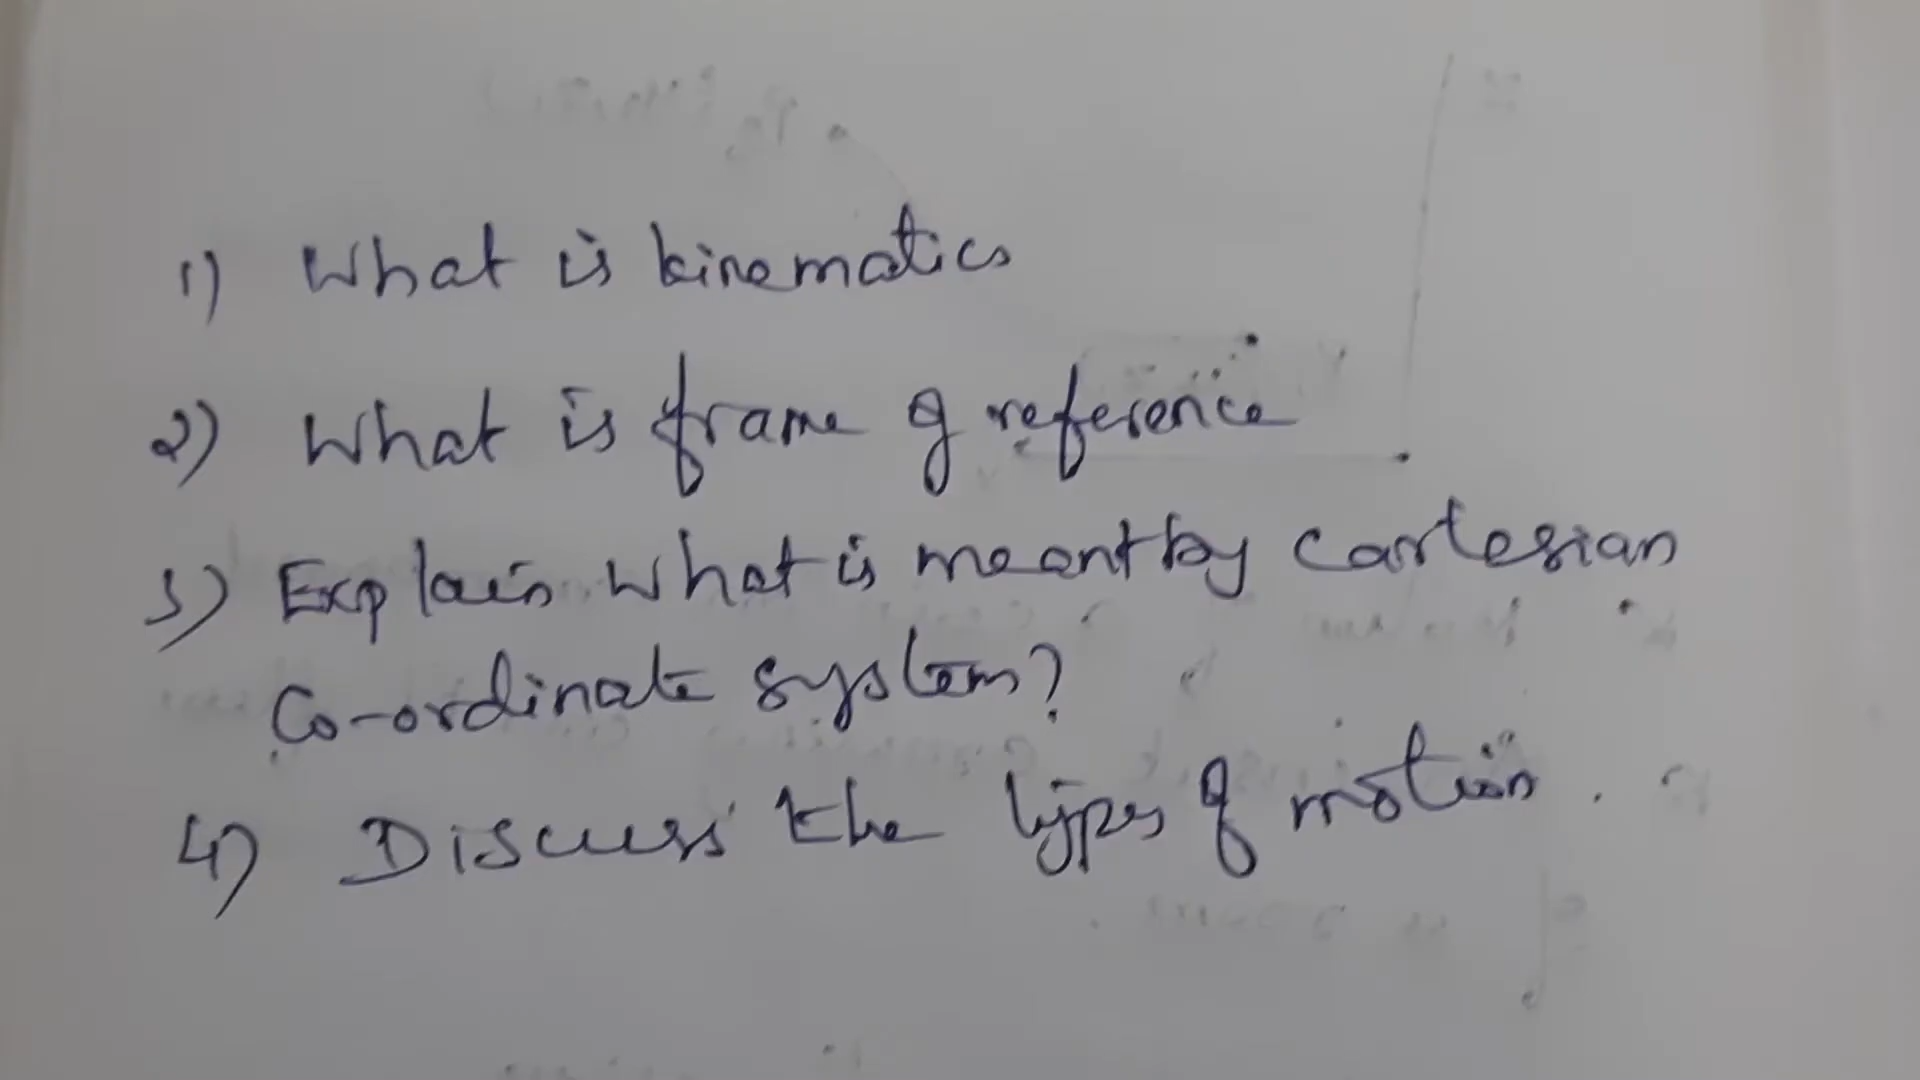 1) What is kinematics
2) What is frame of reference
3) Explain what is meant by cartesian
Co-ordinate system?
4) Discuss the types of motion.